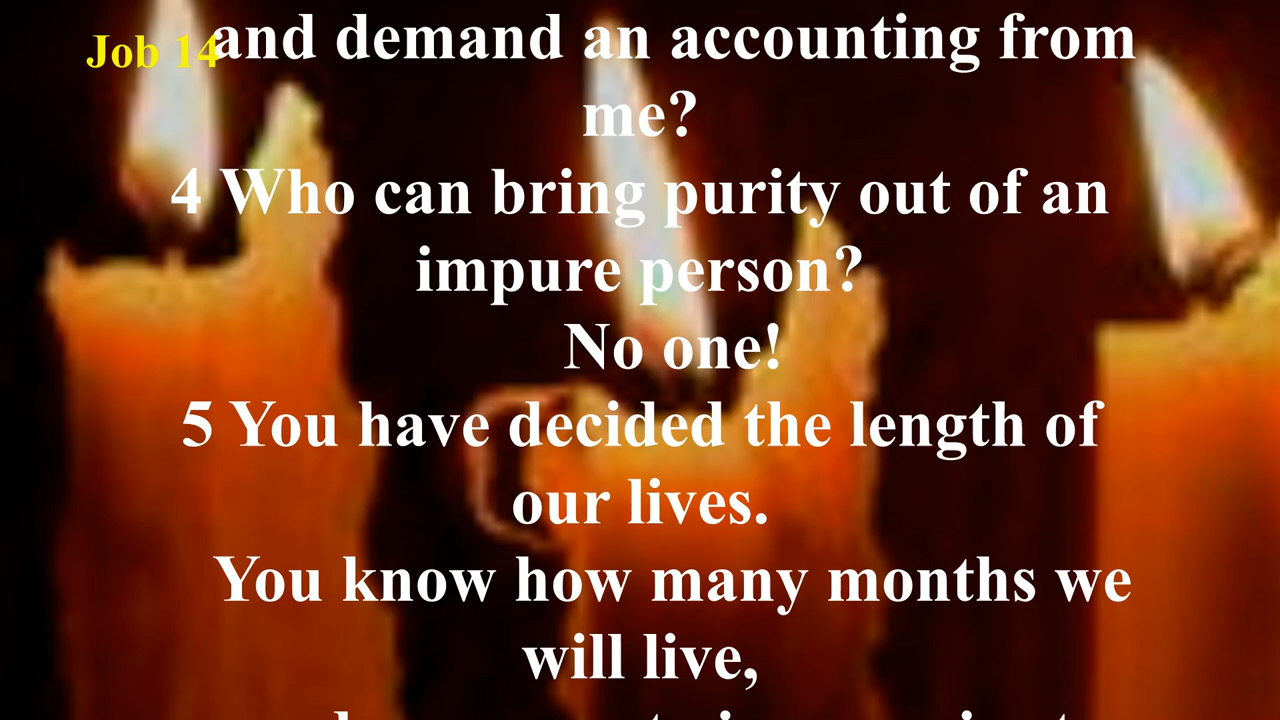 Job 14
and demand an accounting from
me?
4 Who can bring purity out of an
impure person?
No one!
5 You have decided the length of
our lives.
You know how many months we
will live,